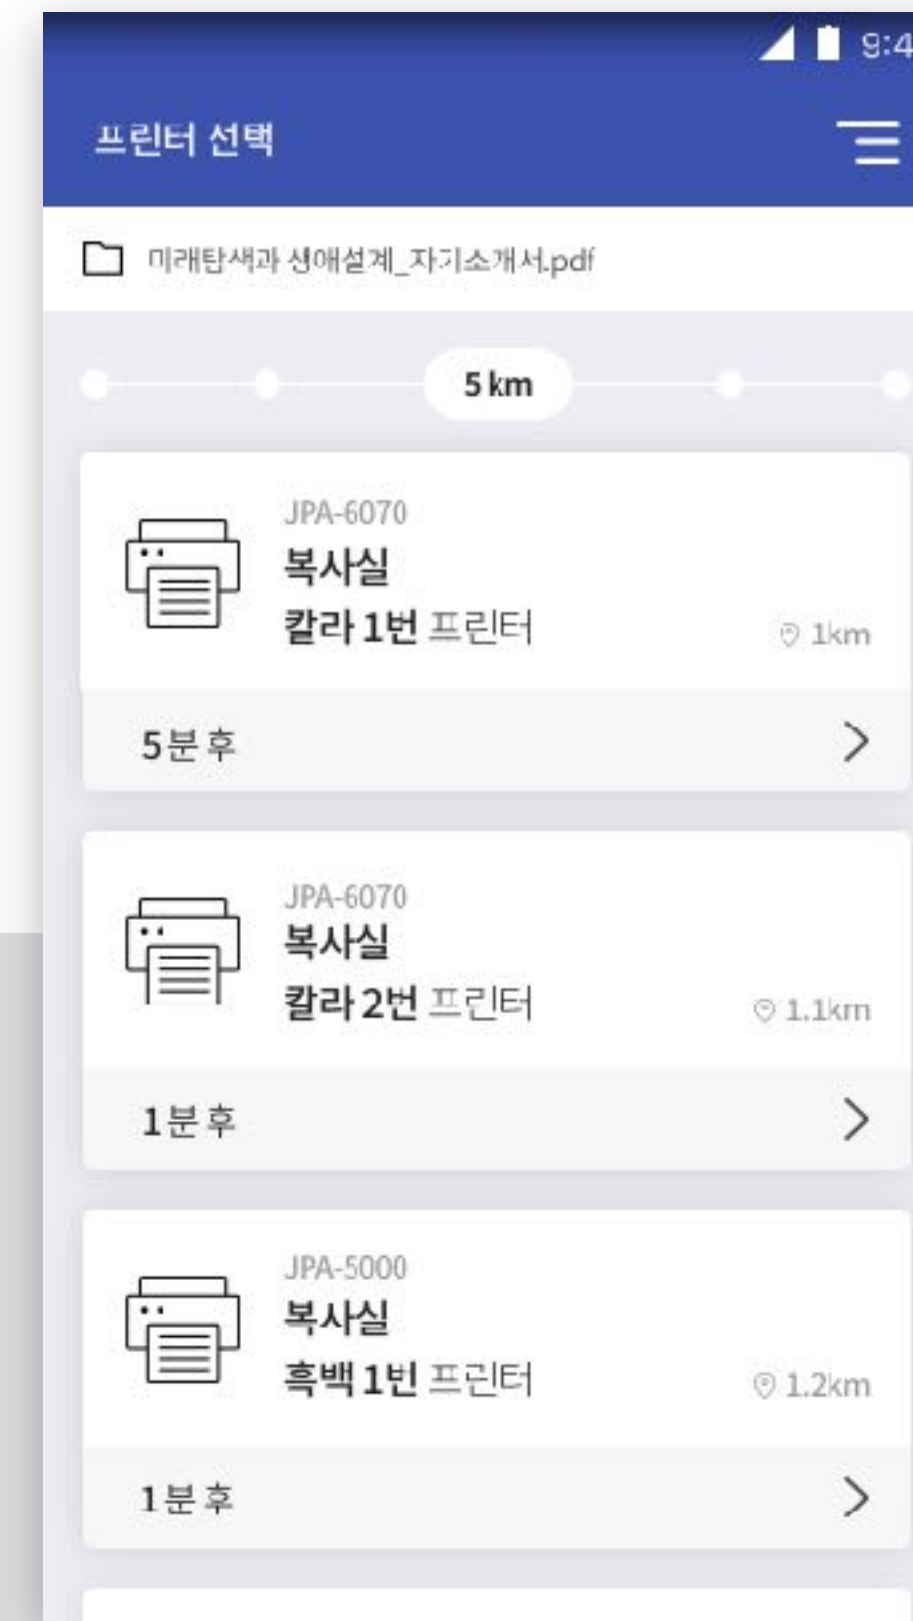 9:4
프린터 선택
미래탐색과 생애설계_자기소개서.pdf
5 km
JPA-6070
복사실
칼라 1번 프린터
1km
5분 후
JPA-6070
복사실
칼라 2번 프린터
1.1km
1분 후
JPA-5000
복사실
흑백 1번 프린터
1.2km
1분 후